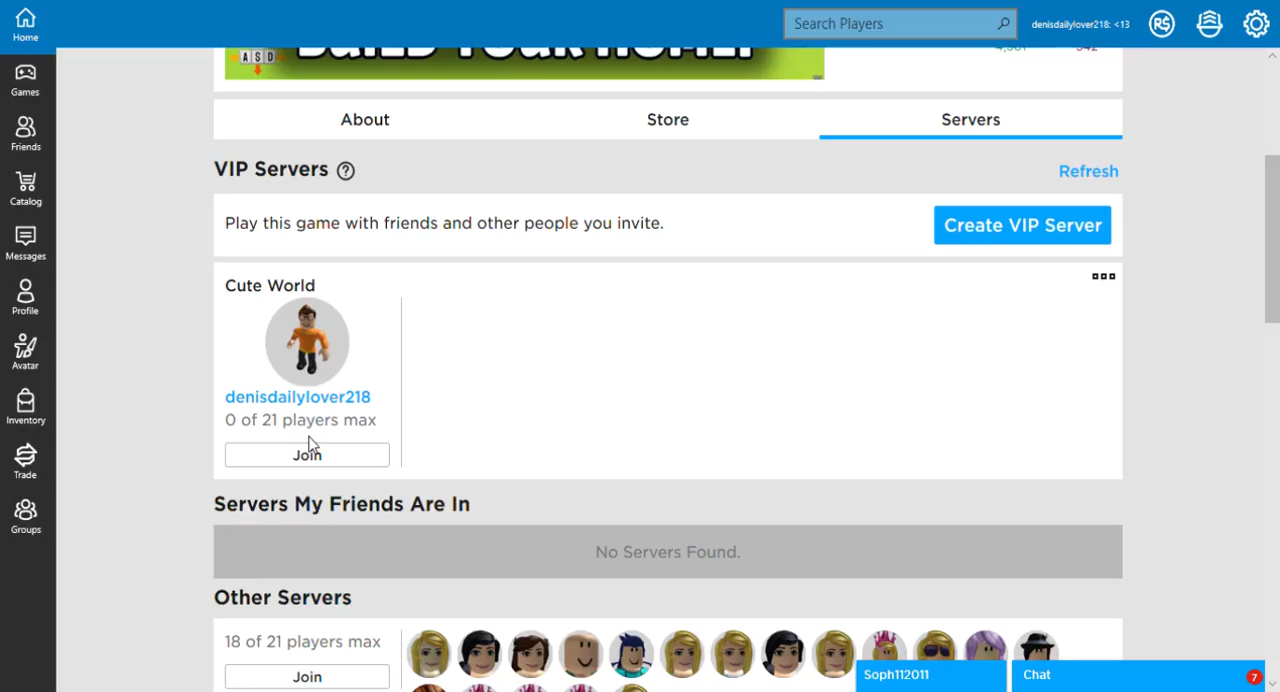 Home
Search Players
denisdailylover218: <13
R$
BUILD YOUR HOME!
A S D
Games
Friends
Catalog
Messages
Profile
Avatar
Inventory
Trade
Groups
About
Store
Servers
VIP Servers ?
Refresh
Play this game with friends and other people you invite.
Create VIP Server
Cute World
denisdailylover218
0 of 21 players max
Join
Servers My Friends Are In
No Servers Found.
Other Servers
18 of 21 players max
Join
Soph112011
Chat
7